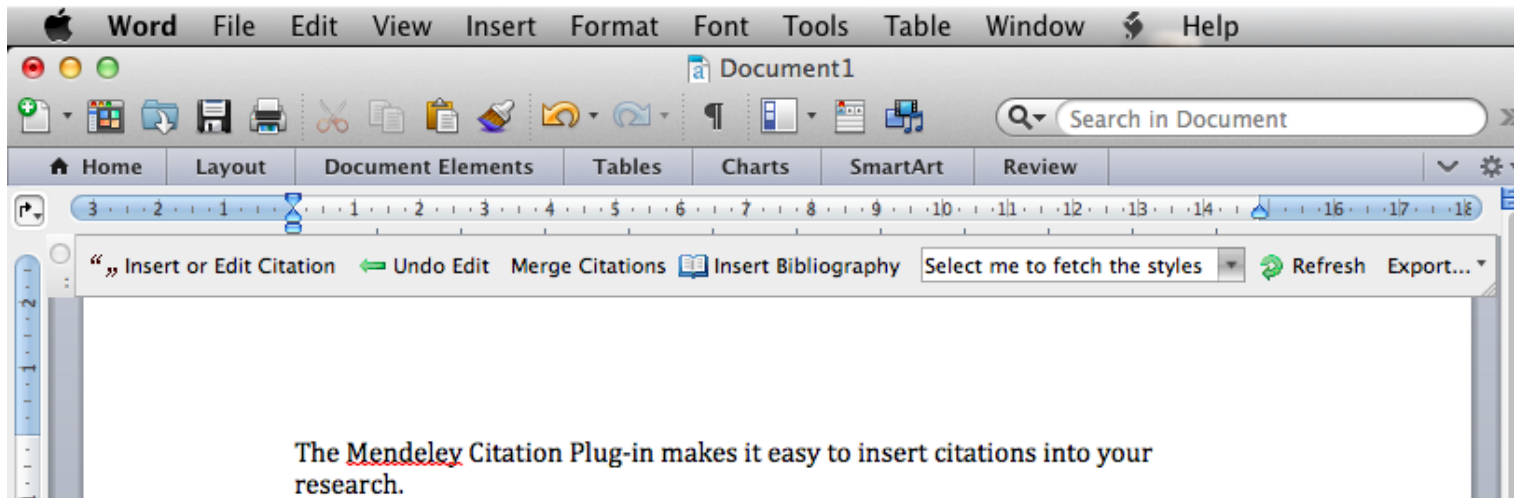 Word File Edit View Insert Format Font Tools Table Window Help
Document1
Search in Document
Home Layout Document Elements Tables Charts SmartArt Review
3 2 1 1 2 3 4 5 6 7 8 9 10 11 12 13 14 16 17 18
“ „ Insert or Edit Citation Undo Edit Merge Citations Insert Bibliography Select me to fetch the styles Refresh Export...
2
1
1
The Mendeley Citation Plug-in makes it easy to insert citations into your
research.